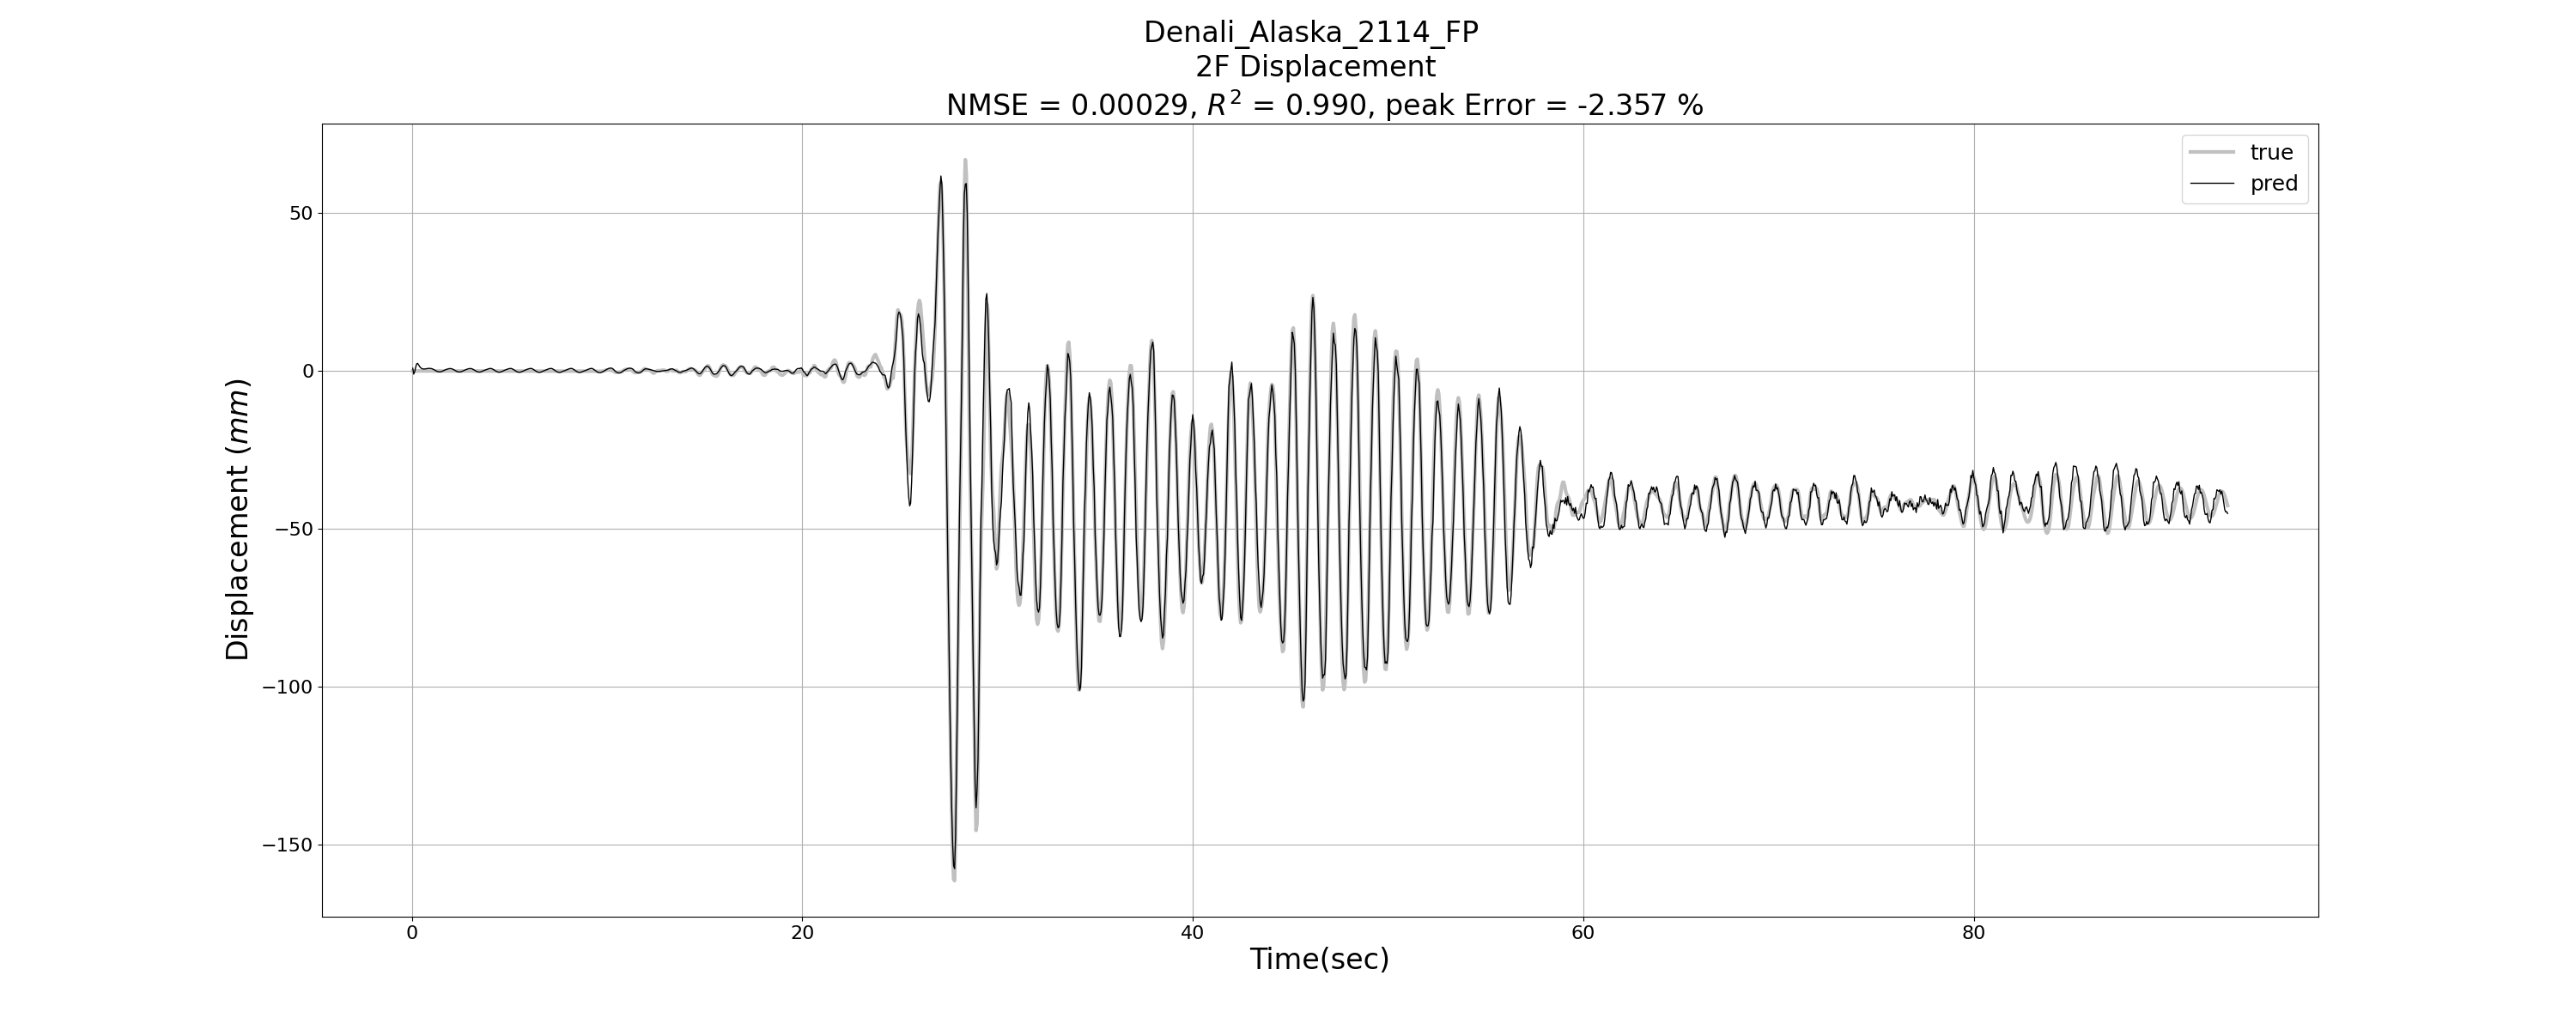 Denali_Alaska_2114_FP
2F Displacement
NMSE = 0.00029, R² = 0.990, peak Error = -2.357 %
true
pred
50
0
−50
−100
−150
Displacement (mm)
0 20 40 60 80
Time(sec)